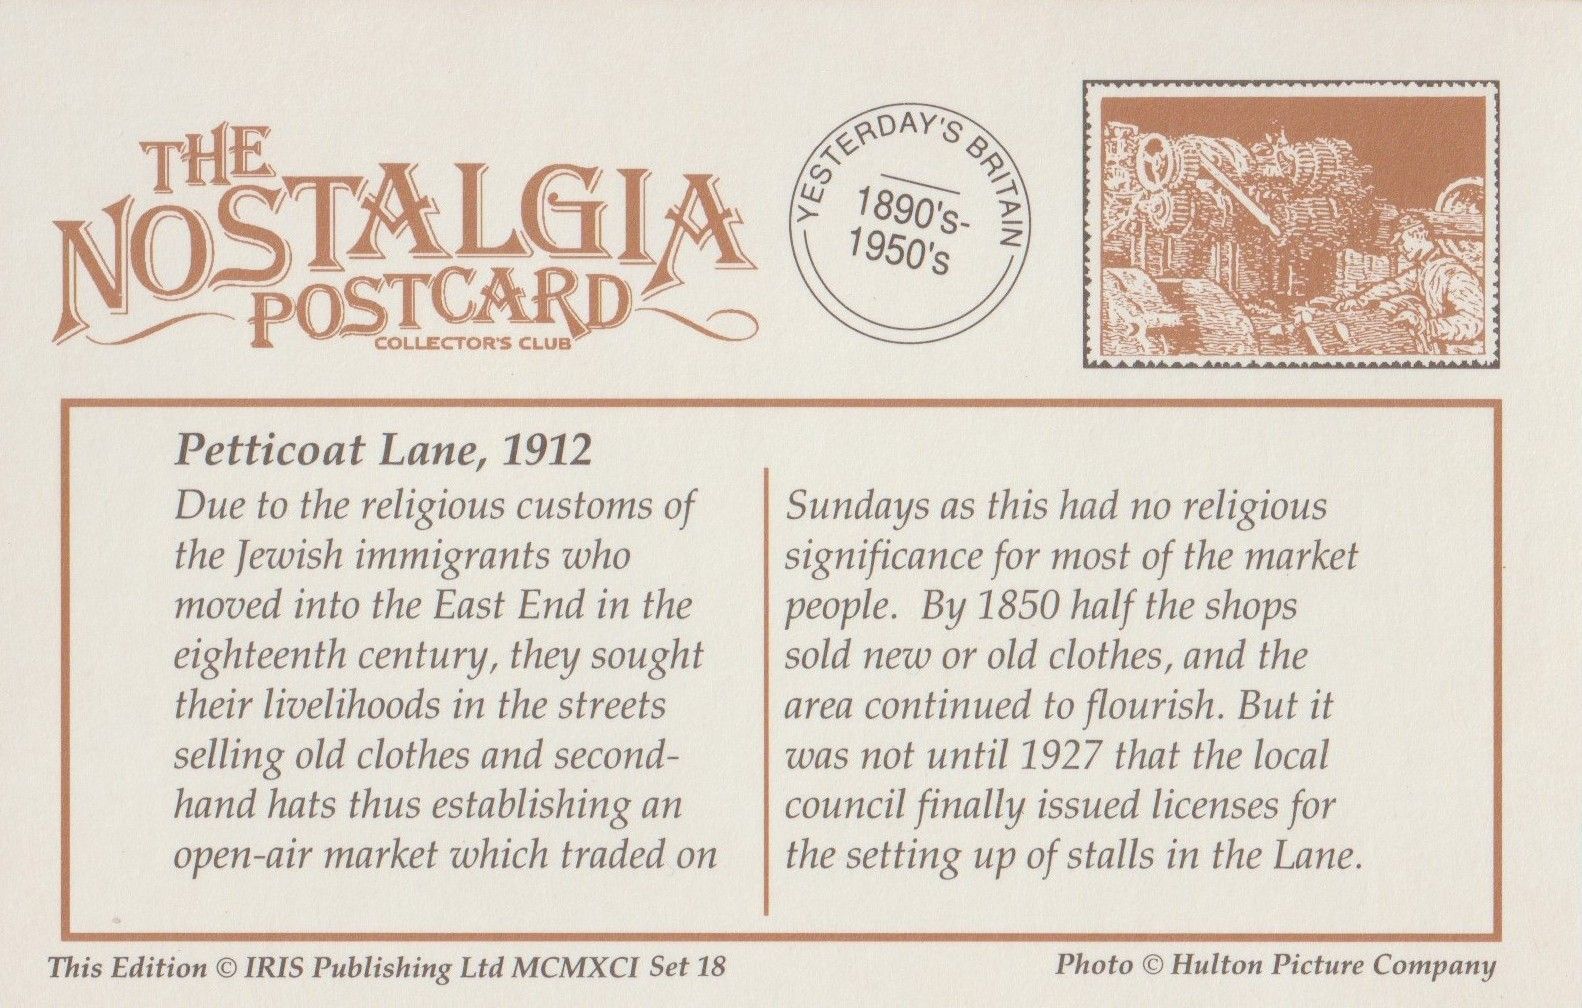 THE
NOSTALGIA
POSTCARD
COLLECTOR'S CLUB
YESTERDAY'S BRITAIN
1890's-
1950's
Petticoat Lane, 1912
Due to the religious customs of
the Jewish immigrants who
moved into the East End in the
eighteenth century, they sought
their livelihoods in the streets
selling old clothes and second-
hand hats thus establishing an
open-air market which traded on
Sundays as this had no religious
significance for most of the market
people. By 1850 half the shops
sold new or old clothes, and the
area continued to flourish. But it
was not until 1927 that the local
council finally issued licenses for
the setting up of stalls in the Lane.
This Edition © IRIS Publishing Ltd MCMXCI Set 18
Photo © Hulton Picture Company